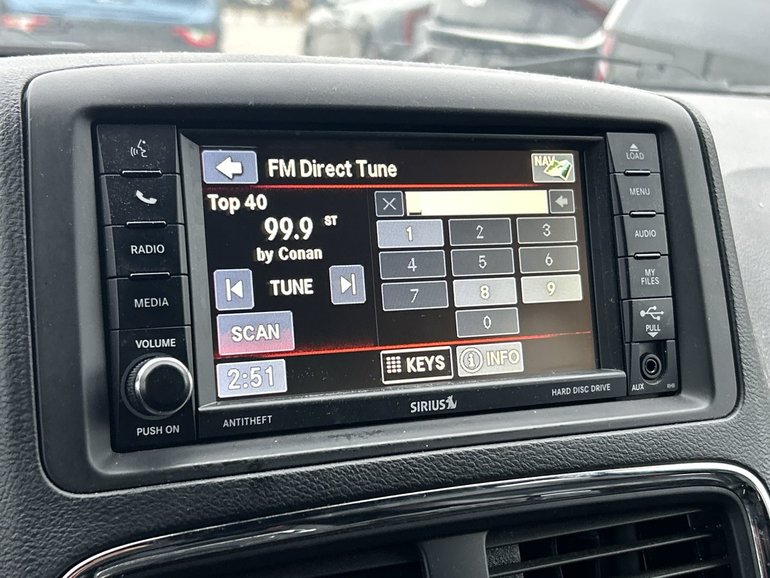 FM Direct Tune
NAV
Top 40
99.9 ST
by Conan
TUNE
SCAN
2:51
1 2 3
4 5 6
7 8 9
0
KEYS
INFO
RADIO
MEDIA
VOLUME
PUSH ON
ANTITHEFT
SIRIUS
HARD DISC DRIVE
LOAD
MENU
AUDIO
MY
FILES
PULL
AUX
RHB